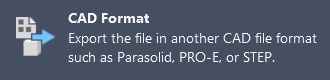 CAD Format
Export the file in another CAD file format
such as Parasolid, PRO-E, or STEP.